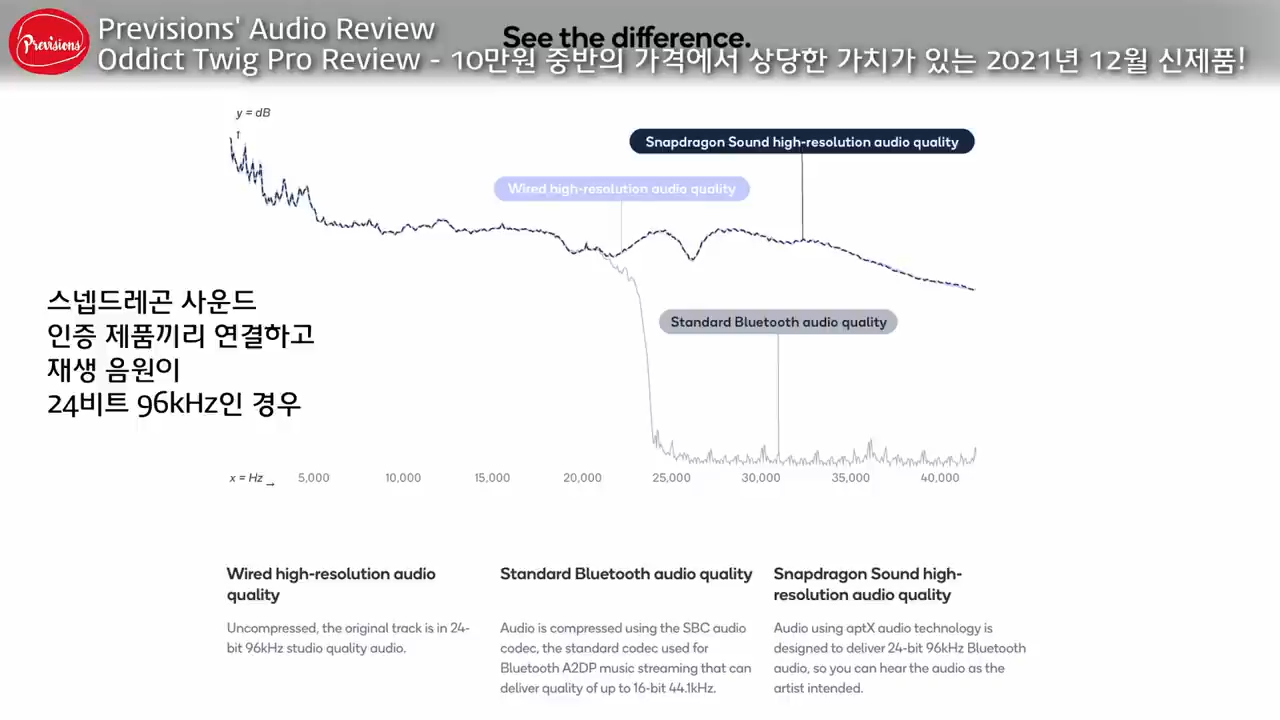 Previsions
Previsions' Audio Review
See the difference.
Oddict Twig Pro Review - 10만원 중반의 가격에서 상당한 가치가 있는 2021년 12월 신제품!
y = dB
Snapdragon Sound high-resolution audio quality
Wired high-resolution audio quality
스넵드레곤 사운드
인증 제품끼리 연결하고
재생 음원이
24비트 96kHz인 경우
Standard Bluetooth audio quality
x = Hz → 5,000 10,000 15,000 20,000 25,000 30,000 35,000 40,000
Wired high-resolution audio
quality
Uncompressed, the original track is in 24-
bit 96kHz studio quality audio.
Standard Bluetooth audio quality
Audio is compressed using the SBC audio
codec, the standard codec used for
Bluetooth A2DP music streaming that can
deliver quality of up to 16-bit 44.1kHz.
Snapdragon Sound high-
resolution audio quality
Audio using aptX audio technology is
designed to deliver 24-bit 96kHz Bluetooth
audio, so you can hear the audio as the
artist intended.